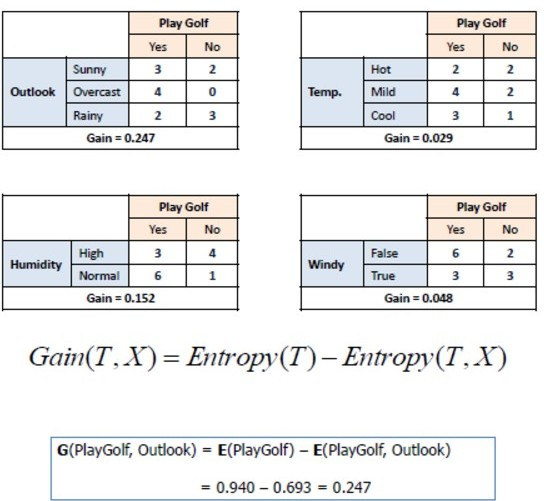 Play Golf
Yes No
Outlook Sunny 3 2
Overcast 4 0
Rainy 2 3
Gain = 0.247
Play Golf
Yes No
Temp. Hot 2 2
Mild 4 2
Cool 3 1
Gain = 0.029
Play Golf
Yes No
Humidity High 3 4
Normal 6 1
Gain = 0.152
Play Golf
Yes No
Windy False 6 2
True 3 3
Gain = 0.048
Gain(T, X) = Entropy(T) – Entropy(T, X)
G(PlayGolf, Outlook) = E(PlayGolf) – E(PlayGolf, Outlook)
= 0.940 – 0.693 = 0.247